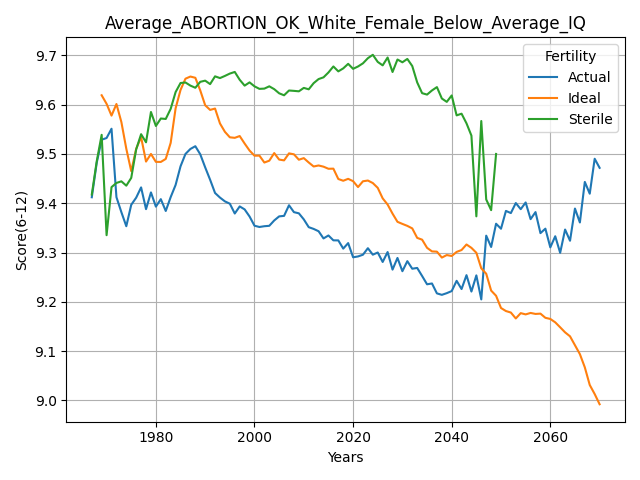 Average_ABORTION_OK_White_Female_Below_Average_IQ
Fertility
Actual
Ideal
Sterile
Score(6-12)
9.7
9.6
9.5
9.4
9.3
9.2
9.1
9.0
1980
2000
2020
2040
2060
Years